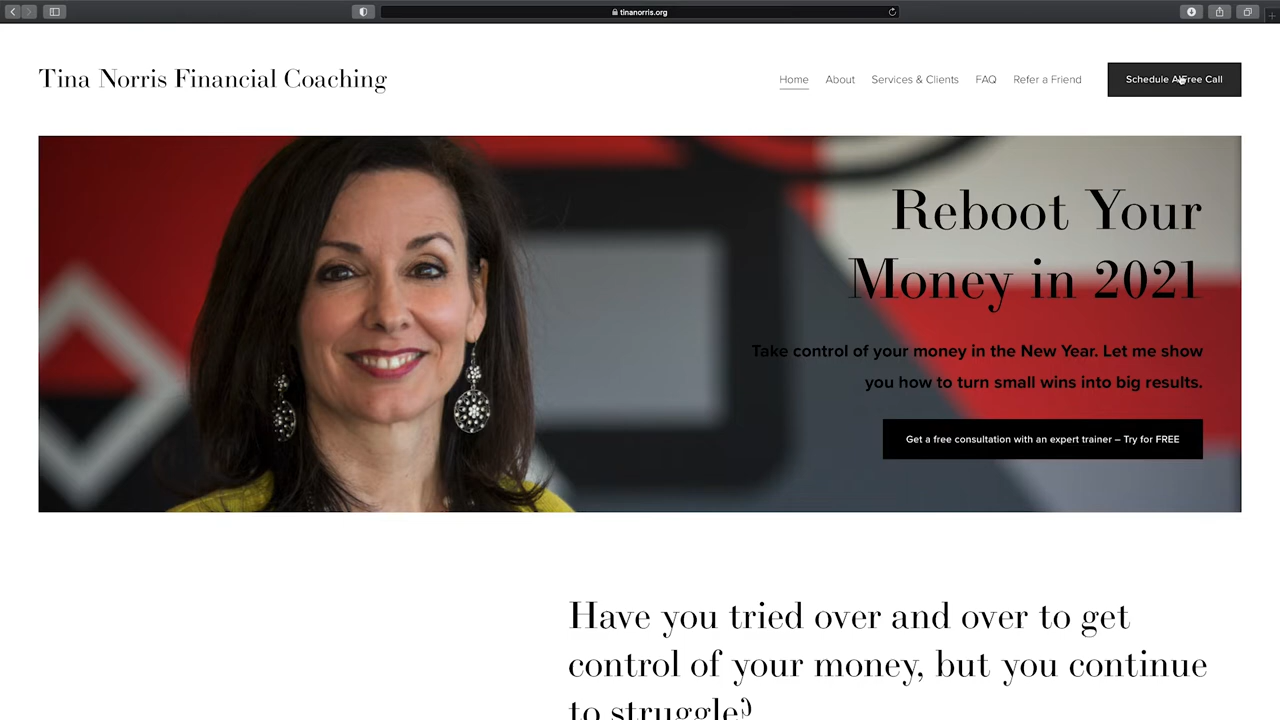 tinanorris.org
Tina Norris Financial Coaching
Home
About
Services & Clients
FAQ
Refer a Friend
Schedule A Free Call
Reboot Your
Money in 2021
Take control of your money in the New Year. Let me show
you how to turn small wins into big results.
Get a free consultation with an expert trainer – Try for FREE
Have you tried over and over to get
control of your money, but you continue
to struggle?